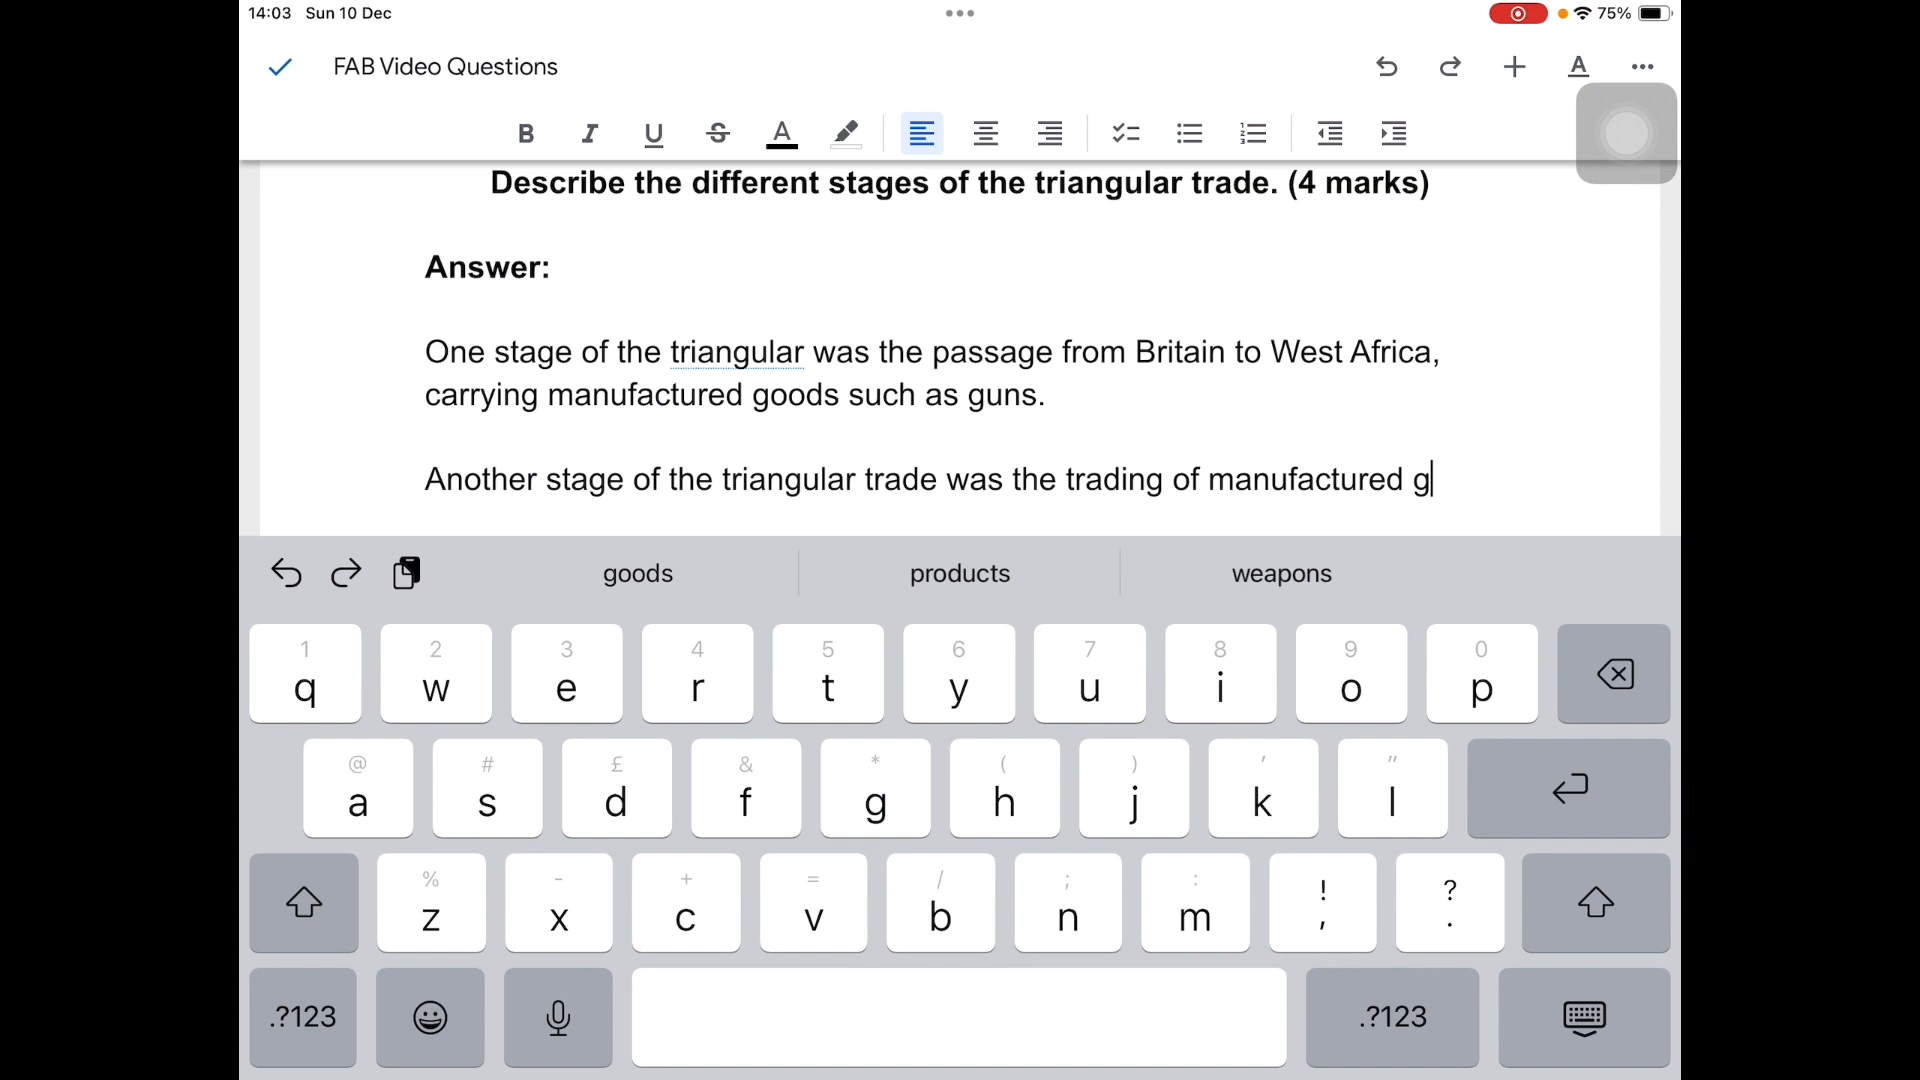 14:03 Sun 10 Dec
75%
FAB Video Questions
B I U S A
Describe the different stages of the triangular trade. (4 marks)
Answer:
One stage of the triangular was the passage from Britain to West Africa,
carrying manufactured goods such as guns.
Another stage of the triangular trade was the trading of manufactured g
goods products weapons
1 2 3 4 5 6 7 8 9 0
q w e r t y u i o p
@ # £ & * ( ) ' "
a s d f g h j k l
% - + = / ; : ! ?
z x c v b n m , .
.?123 .?123